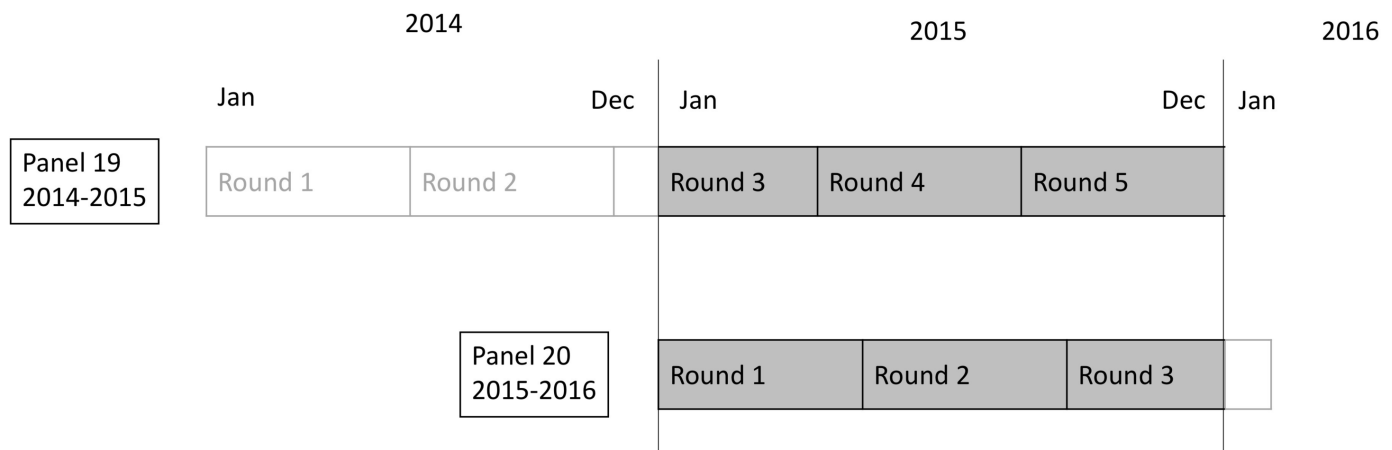 2014 2015 2016
Jan Dec Jan Dec Jan
Panel 19
2014-2015
Round 1 Round 2 Round 3 Round 4 Round 5
Panel 20
2015-2016
Round 1 Round 2 Round 3